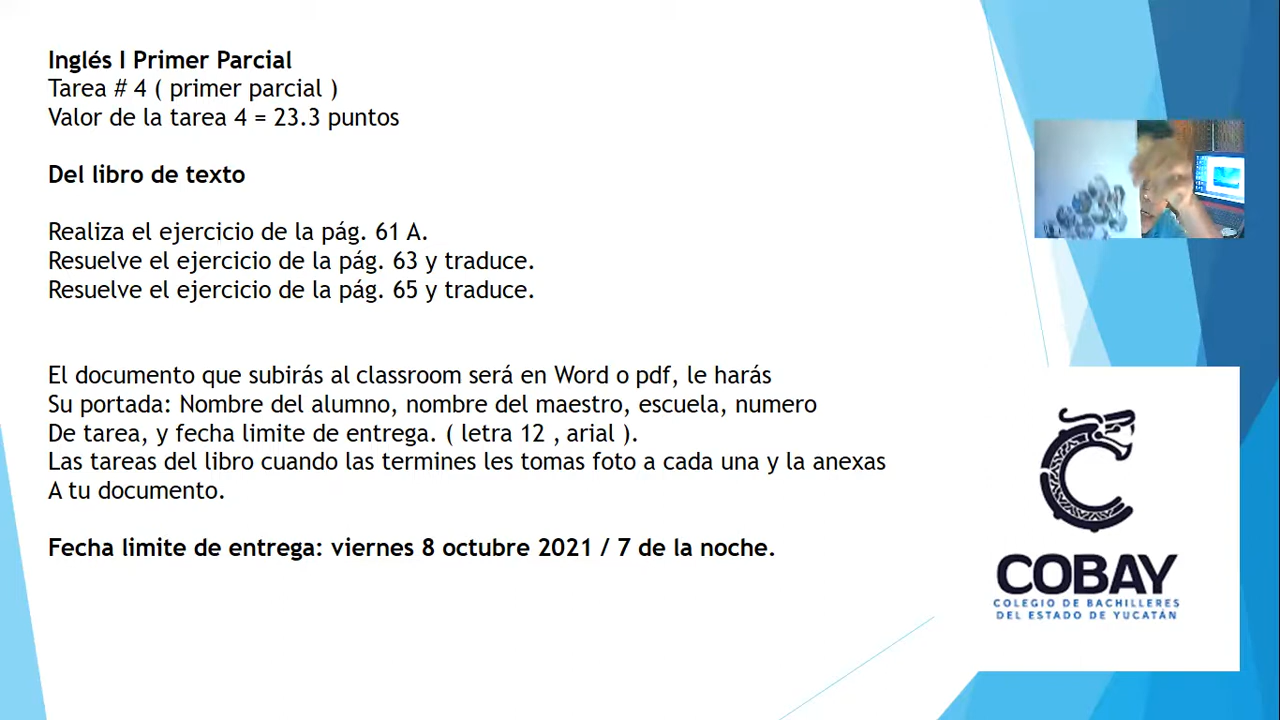 Inglés I Primer Parcial
Tarea # 4 ( primer parcial )
Valor de la tarea 4 = 23.3 puntos
Del libro de texto
Realiza el ejercicio de la pág. 61 A.
Resuelve el ejercicio de la pág. 63 y traduce.
Resuelve el ejercicio de la pág. 65 y traduce.
El documento que subirás al classroom será en Word o pdf, le harás
Su portada: Nombre del alumno, nombre del maestro, escuela, numero
De tarea, y fecha limite de entrega. ( letra 12 , arial ).
Las tareas del libro cuando las termines les tomas foto a cada una y la anexas
A tu documento.
Fecha limite de entrega: viernes 8 octubre 2021 / 7 de la noche.
COBAY
COLEGIO DE BACHILLERES
DEL ESTADO DE YUCATÁN